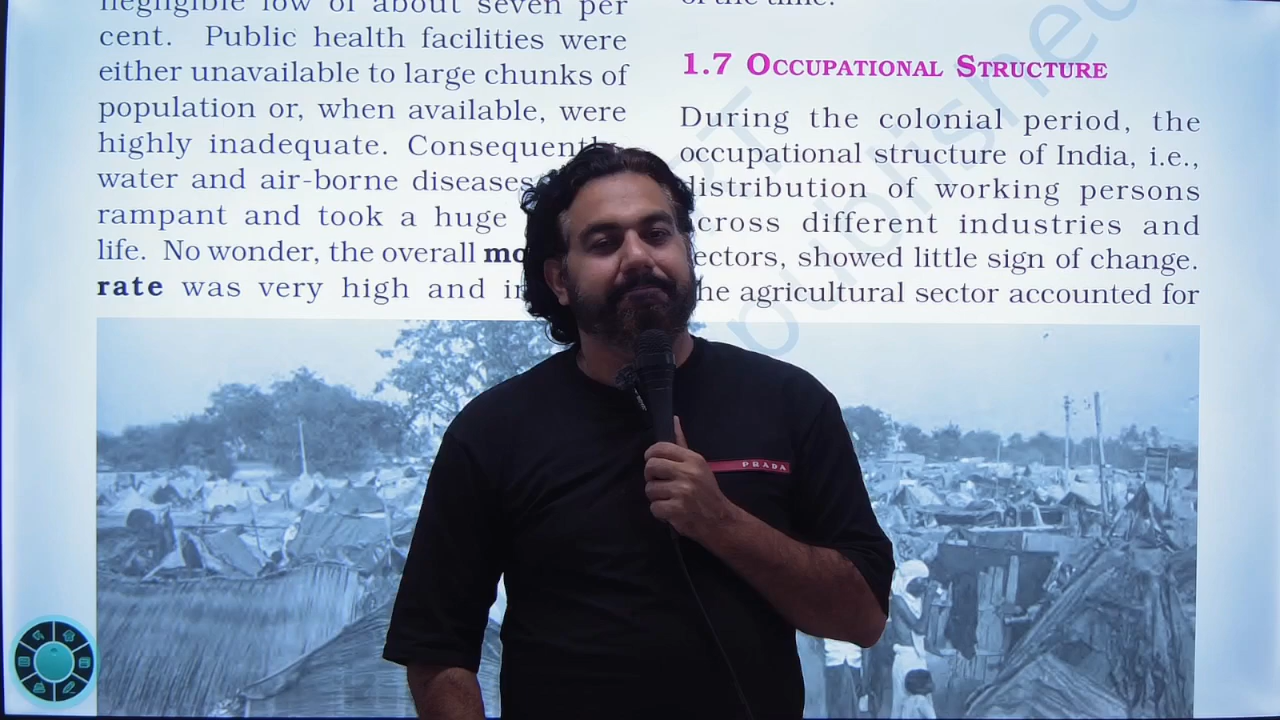 negligible low of about seven per
cent. Public health facilities were
either unavailable to large chunks of
population or, when available, were
highly inadequate. Consequently,
water and air-borne diseases
rampant and took a huge
life. No wonder, the overall
rate was very high and
of the time.
1.7 OCCUPATIONAL STRUCTURE
During the colonial period, the
occupational structure of India, i.e.,
distribution of working persons
across different industries and
sectors, showed little sign of change.
The agricultural sector accounted for
PRADA